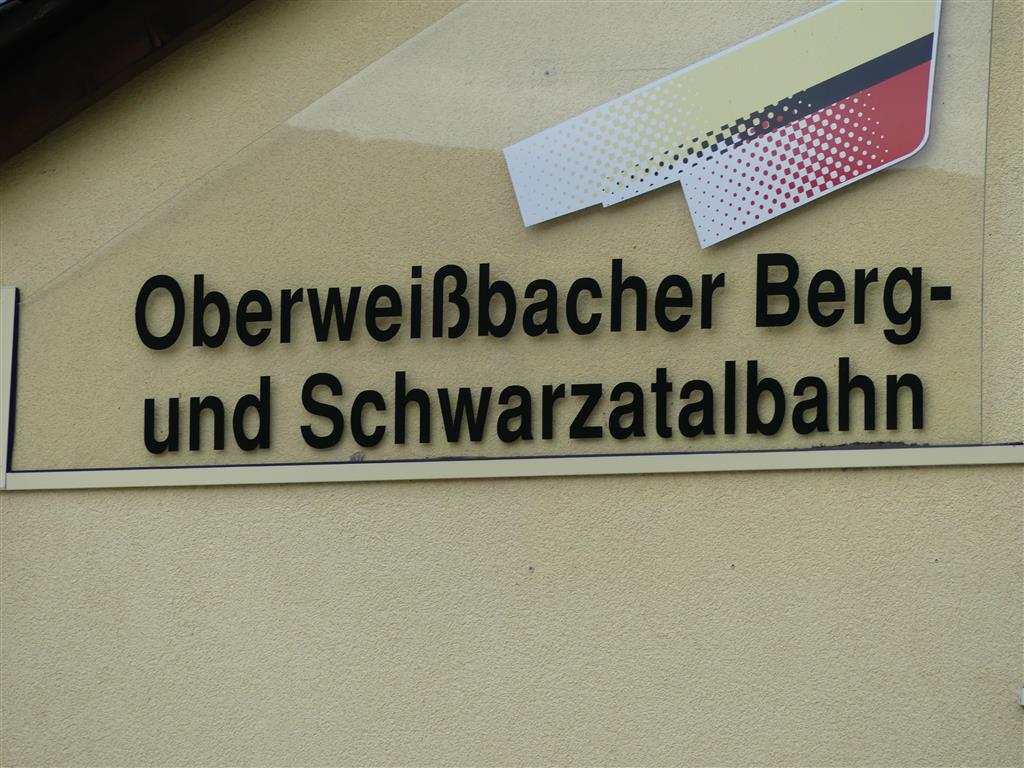 Oberweißbacher Berg-
und Schwarzatalbahn